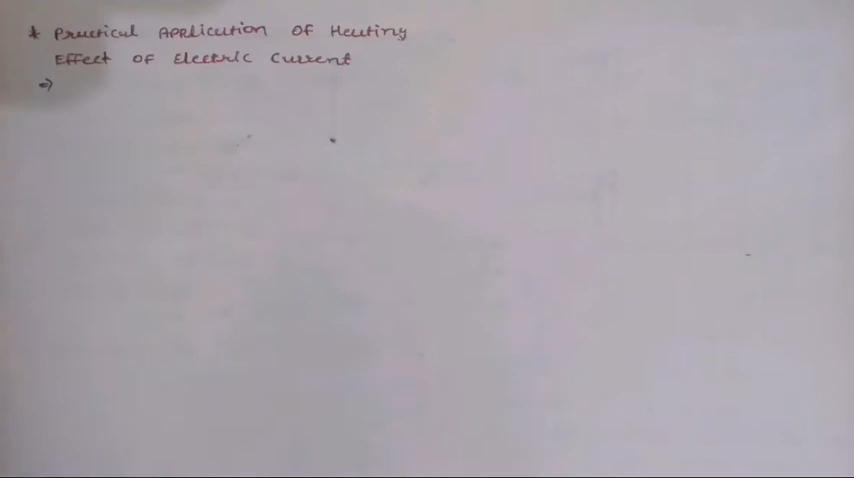 * Practical Application Of Heating
Effect Of Electric Current
⇒